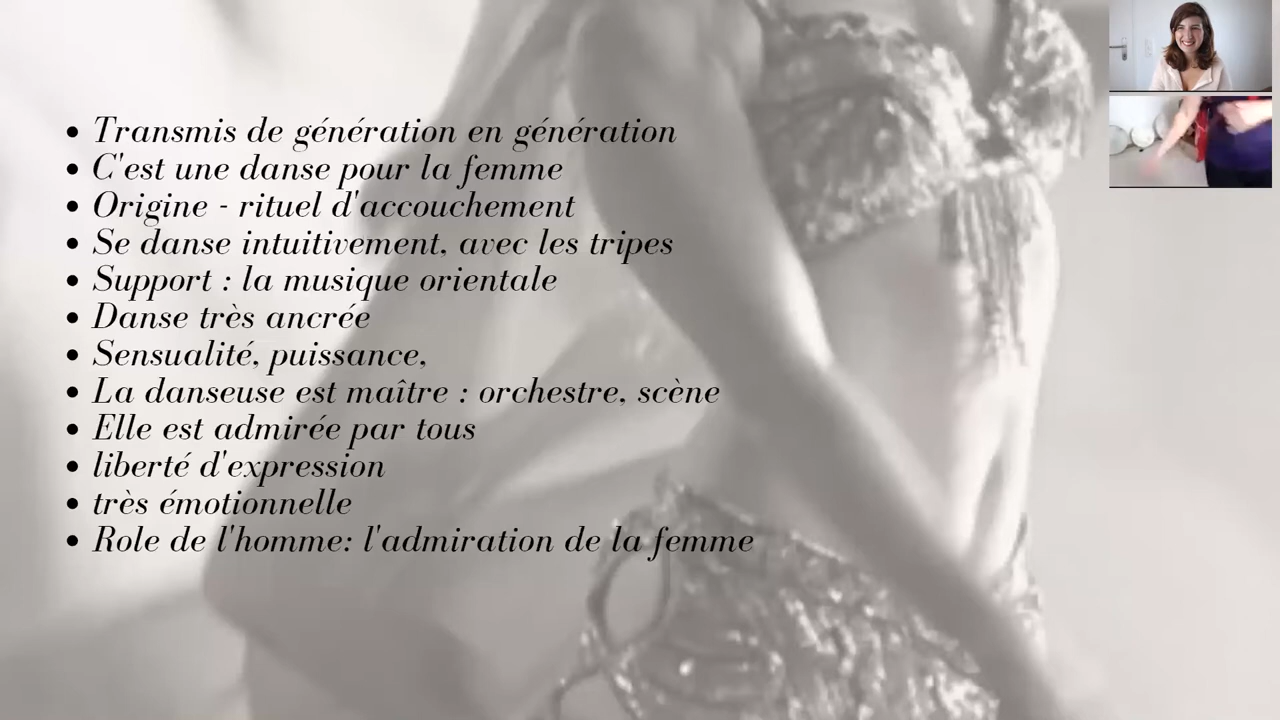 • Transmis de génération en génération
• C'est une danse pour la femme
• Origine - rituel d'accouchement
• Se danse intuitivement, avec les tripes
• Support : la musique orientale
• Danse très ancrée
• Sensualité, puissance,
• La danseuse est maître : orchestre, scène
• Elle est admirée par tous
• liberté d'expression
• très émotionnelle
• Role de l'homme: l'admiration de la femme